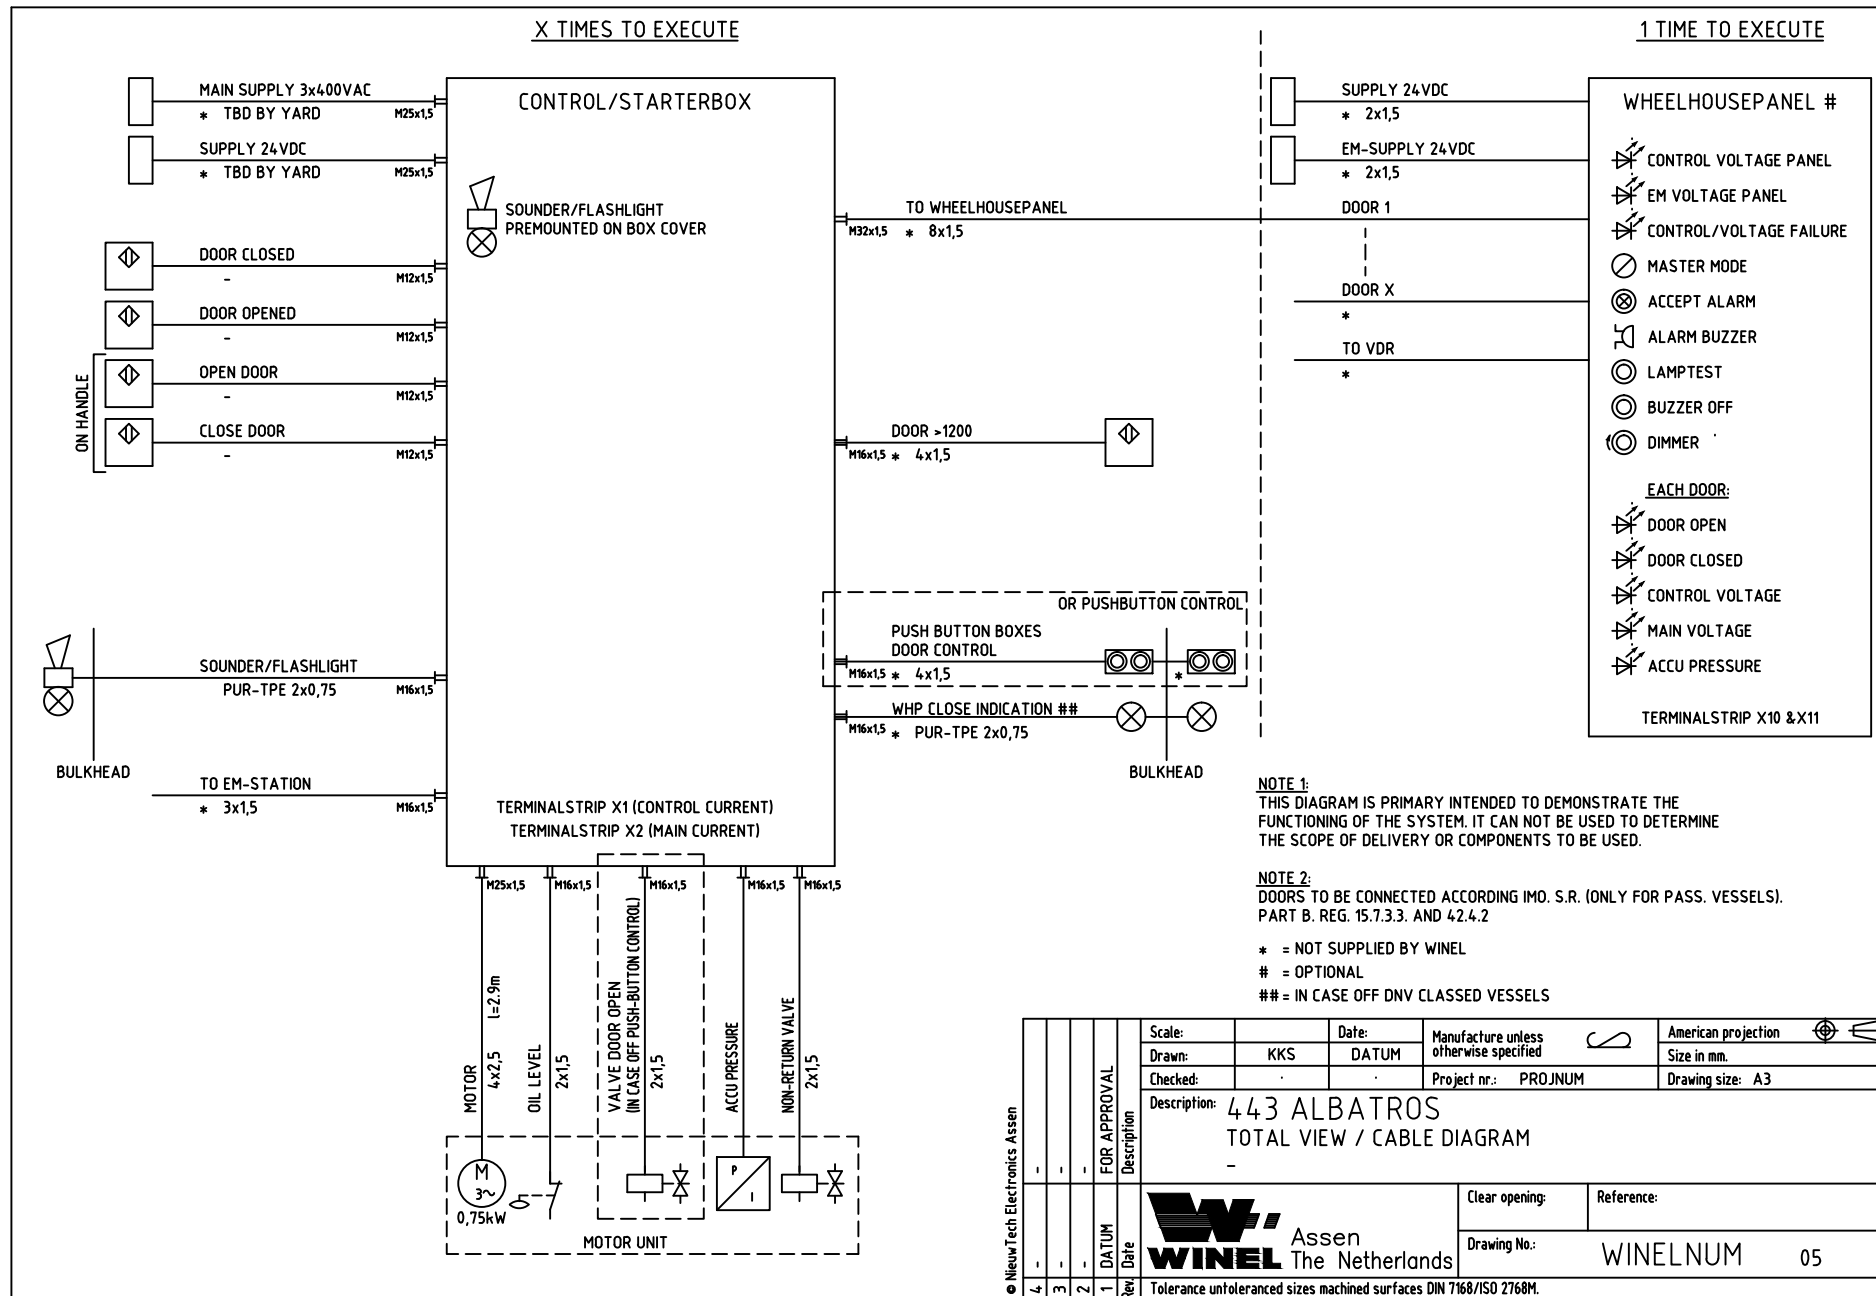 X TIMES TO EXECUTE
1 TIME TO EXECUTE
MAIN SUPPLY 3x400VAC
* TBD BY YARD
M25x1,5
SUPPLY 24VDC
* TBD BY YARD
M25x1,5
DOOR CLOSED
-
M12x1,5
DOOR OPENED
-
M12x1,5
ON HANDLE
OPEN DOOR
-
M12x1,5
CLOSE DOOR
-
M12x1,5
SOUNDER/FLASHLIGHT
PUR-TPE 2x0,75
M16x1,5
BULKHEAD
TO EM-STATION
* 3x1,5
M16x1,5
CONTROL/STARTERBOX
SOUNDER/FLASHLIGHT
PREMOUNTED ON BOX COVER
TERMINALSTRIP X1 (CONTROL CURRENT)
TERMINALSTRIP X2 (MAIN CURRENT)
TO WHEELHOUSEPANEL
M32x1,5 * 8x1,5
DOOR >1200
M16x1,5 * 4x1,5
OR PUSHBUTTON CONTROL
PUSH BUTTON BOXES
DOOR CONTROL
M16x1,5 * 4x1,5
*
WHP CLOSE INDICATION ##
M16x1,5 * PUR-TPE 2x0,75
BULKHEAD
M25x1,5
M16x1,5
M16x1,5
M16x1,5
M16x1,5
MOTOR
4x2,5 l=2.9m
OIL LEVEL
2x1,5
VALVE DOOR OPEN
(IN CASE OFF PUSH-BUTTON CONTROL)
2x1,5
ACCU PRESSURE
NON-RETURN VALVE
2x1,5
M
3~
0,75kW
P
I
MOTOR UNIT
SUPPLY 24VDC
* 2x1,5
EM-SUPPLY 24VDC
* 2x1,5
DOOR 1
DOOR X
*
TO VDR
*
WHEELHOUSEPANEL #
CONTROL VOLTAGE PANEL
EM VOLTAGE PANEL
CONTROL/VOLTAGE FAILURE
MASTER MODE
ACCEPT ALARM
ALARM BUZZER
LAMPTEST
BUZZER OFF
DIMMER
EACH DOOR:
DOOR OPEN
DOOR CLOSED
CONTROL VOLTAGE
MAIN VOLTAGE
ACCU PRESSURE
TERMINALSTRIP X10 &X11
NOTE 1:
THIS DIAGRAM IS PRIMARY INTENDED TO DEMONSTRATE THE
FUNCTIONING OF THE SYSTEM. IT CAN NOT BE USED TO DETERMINE
THE SCOPE OF DELIVERY OR COMPONENTS TO BE USED.
NOTE 2:
DOORS TO BE CONNECTED ACCORDING IMO. S.R. (ONLY FOR PASS. VESSELS).
PART B. REG. 15.7.3.3. AND 42.4.2
* = NOT SUPPLIED BY WINEL
# = OPTIONAL
## = IN CASE OFF DNV CLASSED VESSELS
© NieuwTech Electronics Assen
4 - -
3 - -
2 - -
1 DATUM FOR APPROVAL
Rev. Date Description
Scale: Date:
Drawn: KKS DATUM
Checked: . .
Manufacture unless
otherwise specified
Project nr.: PROJNUM
American projection
Size in mm.
Drawing size: A3
Description: 443 ALBATROS
TOTAL VIEW / CABLE DIAGRAM
-
W
WINEL
Assen
The Netherlands
Clear opening:
Reference:
Drawing No.: WINELNUM 05
Tolerance untoleranced sizes machined surfaces DIN 7168/ISO 2768M.